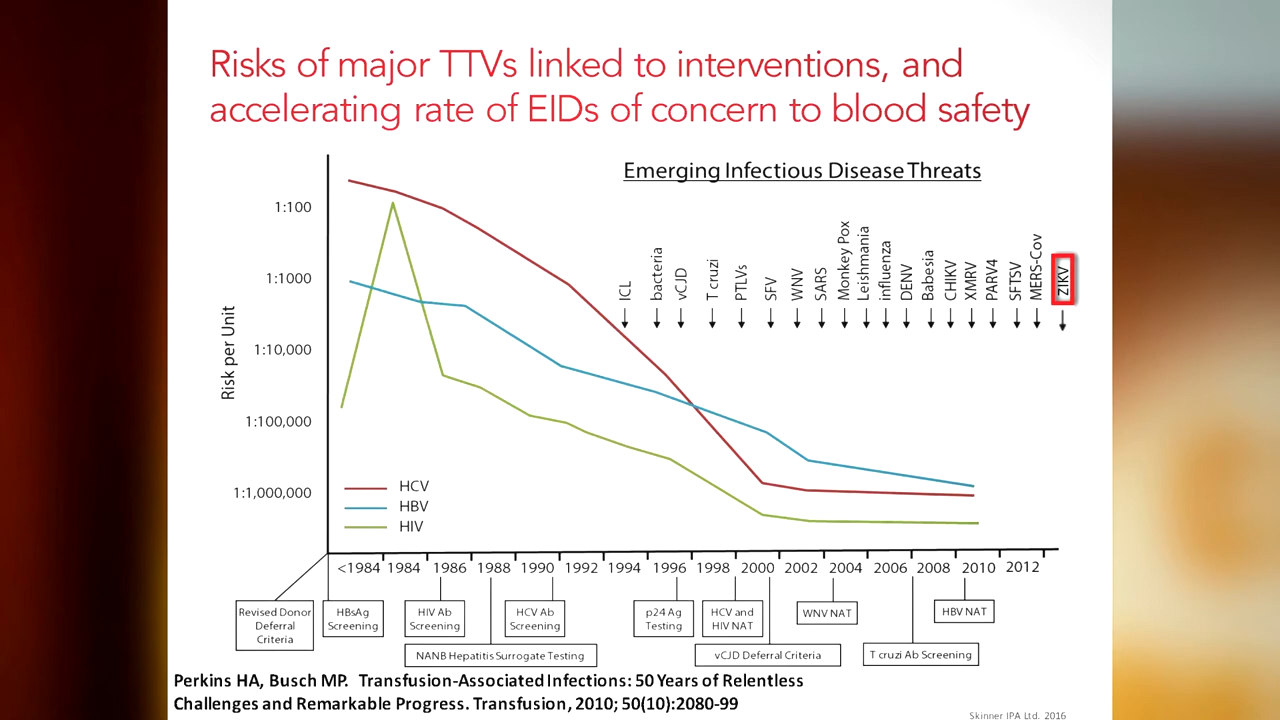 Risks of major TTVs linked to interventions, and
accelerating rate of EIDs of concern to blood safety
Emerging Infectious Disease Threats
Risk per Unit
1:100
1:1000
1:10,000
1:100,000
1:1,000,000
ICL
bacteria
vCJD
T cruzi
PTLVs
SFV
WNV
SARS
Monkey Pox
Leishmania
influenza
DENV
Babesia
CHIKV
XMRV
PARV4
SFTSV
MERS-Cov
ZIKV
HCV
HBV
HIV
<1984 1984 1986 1988 1990 1992 1994 1996 1998 2000 2002 2004 2006 2008 2010 2012
Revised Donor
Deferral
Criteria
HBsAg
Screening
HIV Ab
Screening
HCV Ab
Screening
p24 Ag
Testing
HCV and
HIV NAT
WNV NAT
HBV NAT
NANB Hepatitis Surrogate Testing
vCJD Deferral Criteria
T cruzi Ab Screening
Perkins HA, Busch MP. Transfusion-Associated Infections: 50 Years of Relentless
Challenges and Remarkable Progress. Transfusion, 2010; 50(10):2080-99
Skinner IPA Ltd. 2016